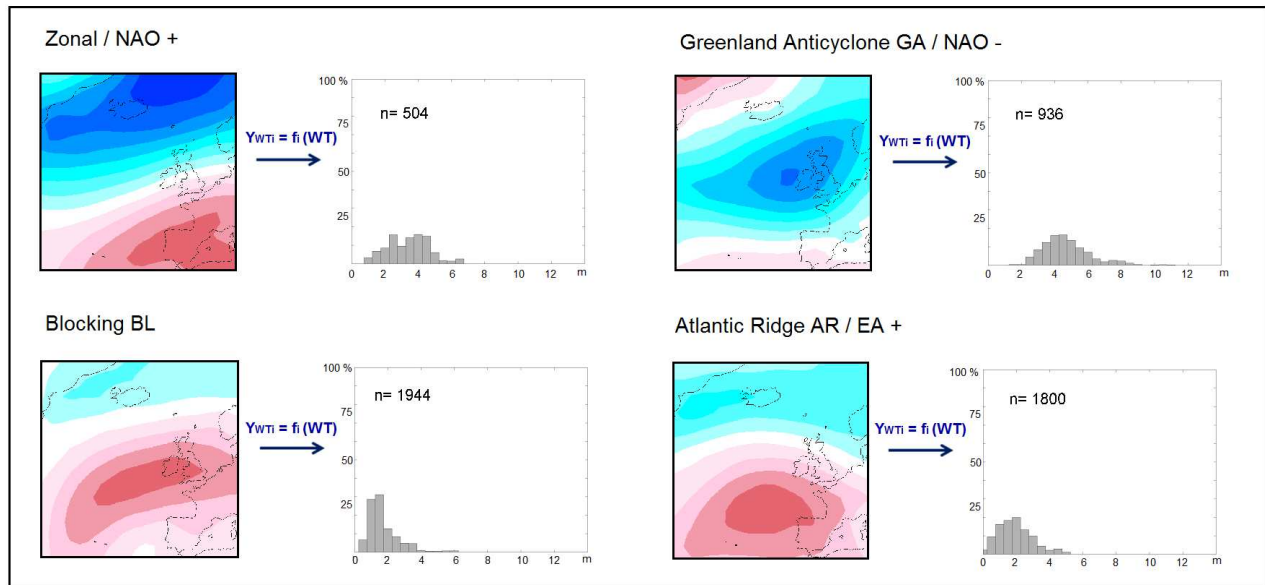 Zonal / NAO +
Greenland Anticyclone GA / NAO -
100 %
75
50
25
n= 504
YWTi = fi (WT)
0 2 4 6 8 10 12 m
100 %
75
50
25
n= 936
YWTi = fi (WT)
0 2 4 6 8 10 12 m
Blocking BL
Atlantic Ridge AR / EA +
100 %
75
50
25
n= 1944
YWTi = fi (WT)
0 2 4 6 8 10 12 m
100 %
75
50
25
n= 1800
YWTi = fi (WT)
0 2 4 6 8 10 12 m